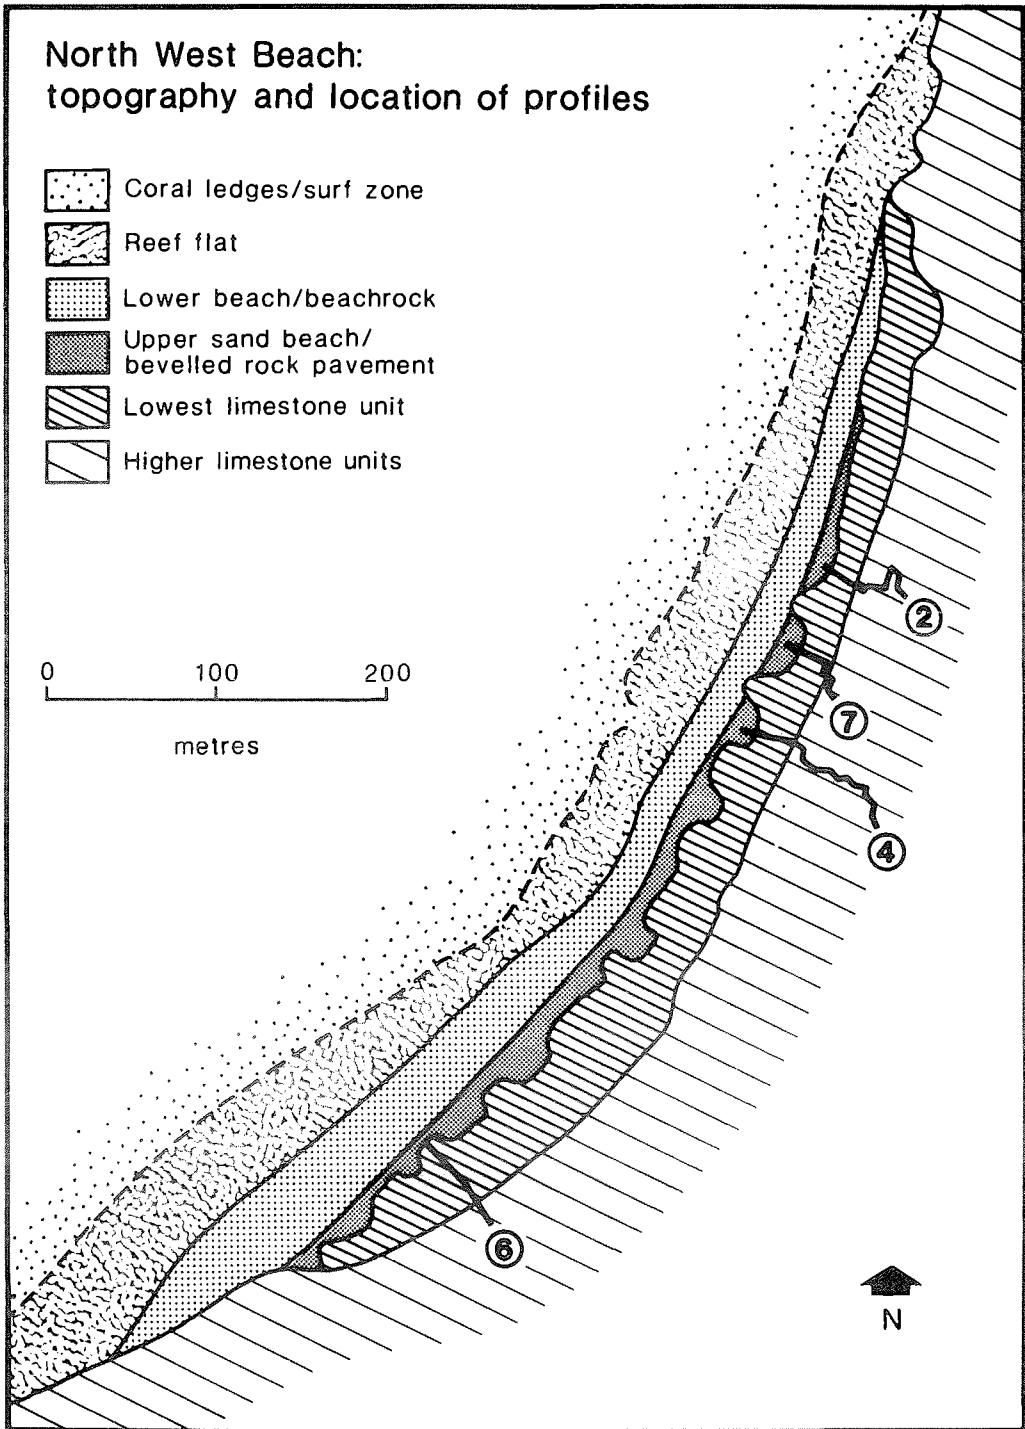 North West Beach:
topography and location of profiles
Coral ledges/surf zone
Reef flat
Lower beach/beachrock
Upper sand beach/
bevelled rock pavement
Lowest limestone unit
Higher limestone units
0 100 200
metres
2
7
4
6
N